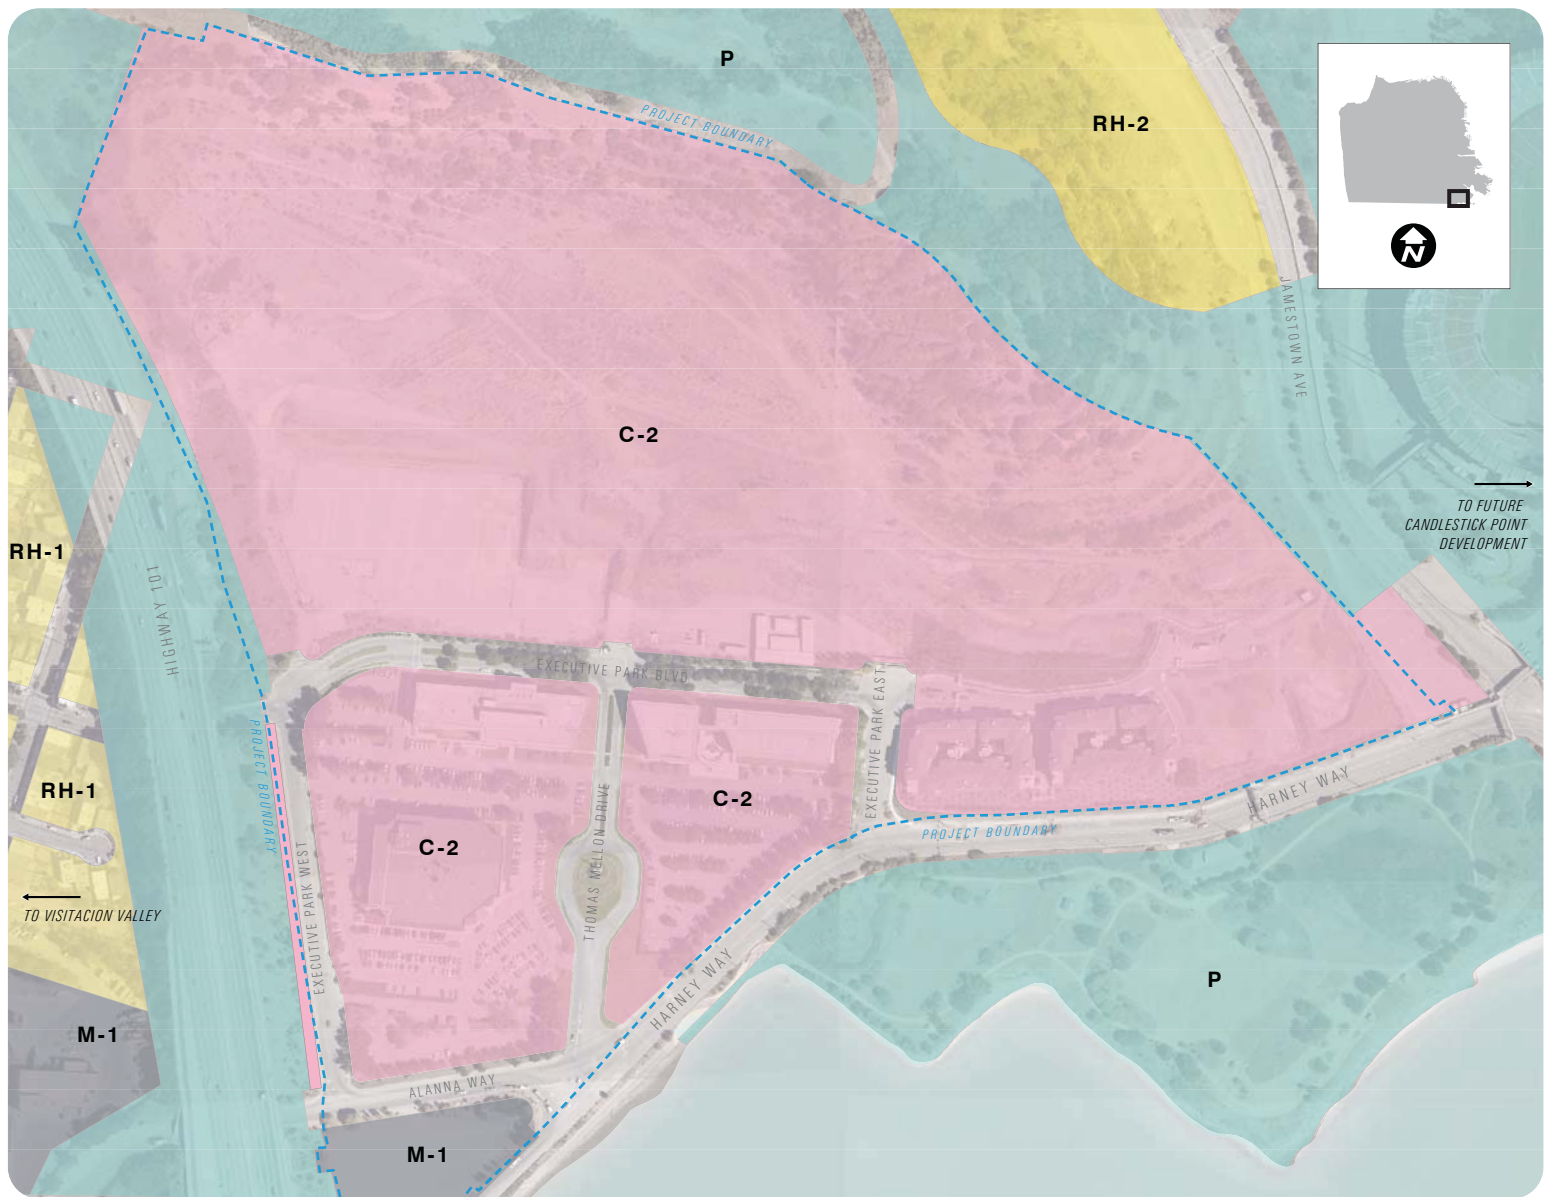 P
PROJECT BOUNDARY
RH-2
N
JAMESTOWN AVE
C-2
TO FUTURE
CANDLESTICK POINT
DEVELOPMENT
RH-1
HIGHWAY 101
EXECUTIVE PARK BLVD
EXECUTIVE PARK EAST
PROJECT BOUNDARY
RH-1
C-2
HARNEY WAY
THOMAS MELLON DRIVE
PROJECT BOUNDARY
C-2
EXECUTIVE PARK WEST
TO VISITACION VALLEY
HARNEY WAY
P
M-1
ALANNA WAY
M-1